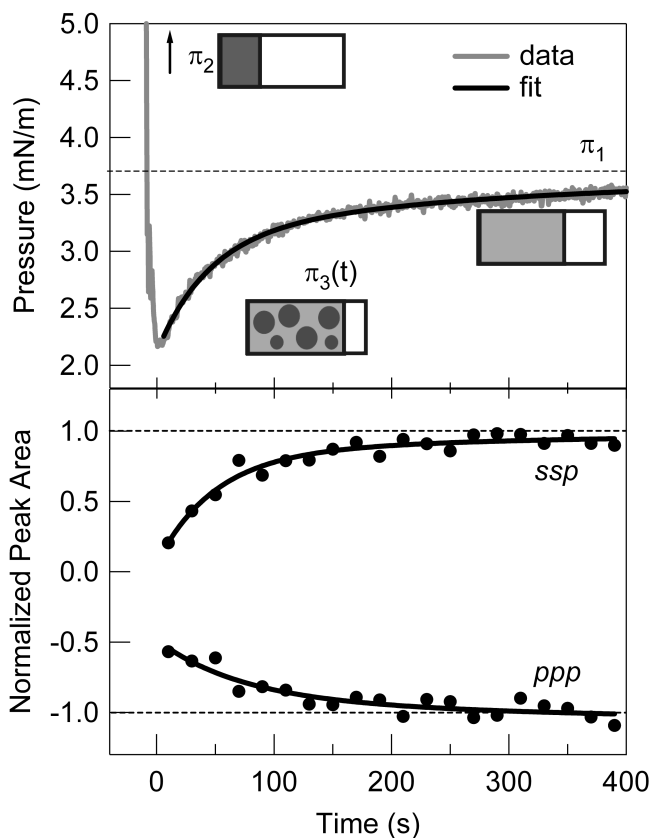 5.0
4.5
4.0
3.5
3.0
2.5
2.0
Pressure (mN/m)
π2
data
fit
π1
π3(t)
1.0
0.5
0.0
-0.5
-1.0
Normalized Peak Area
ssp
ppp
0
100
200
300
400
Time (s)